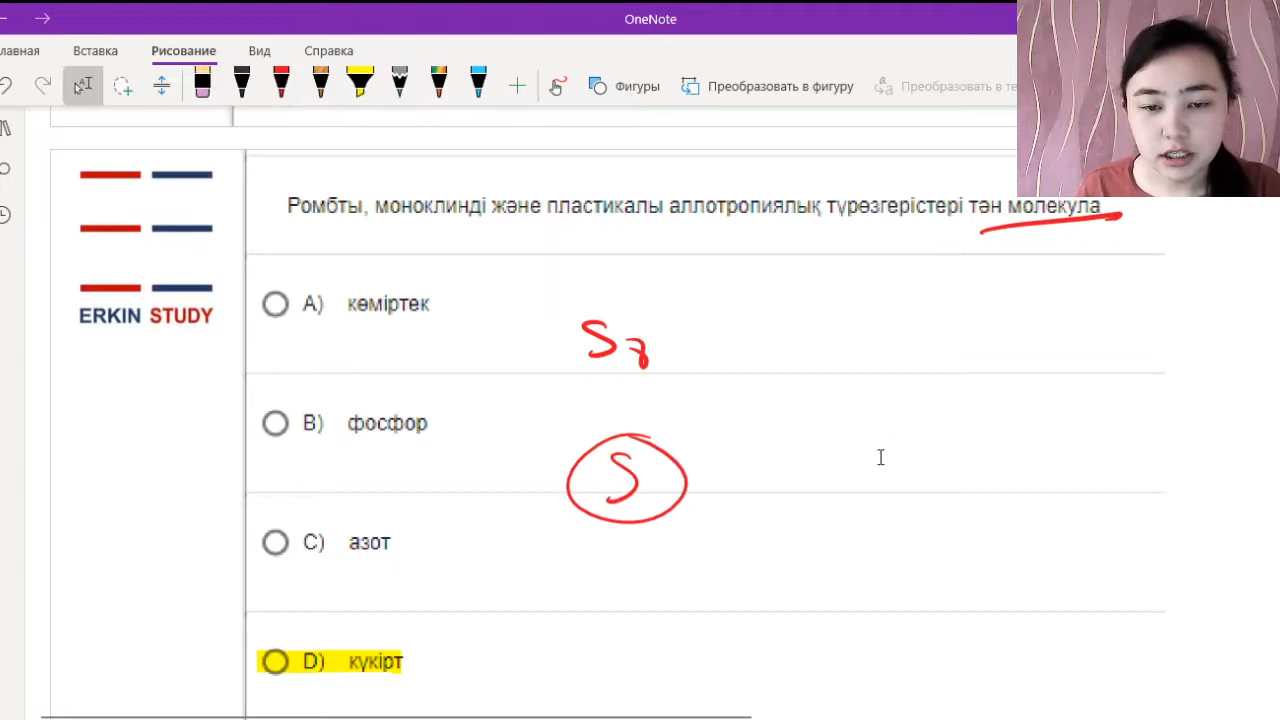 OneNote
лавная Вставка Рисование Вид Справка
Фигуры Преобразовать в фигуру Преобразовать в те
Ромбты, моноклинді және пластикалы аллотропиялық түрөзгерістері тән молекула
A) көміртек
S8
B) фосфор
S
C) азот
ERKIN STUDY
D) күкірт